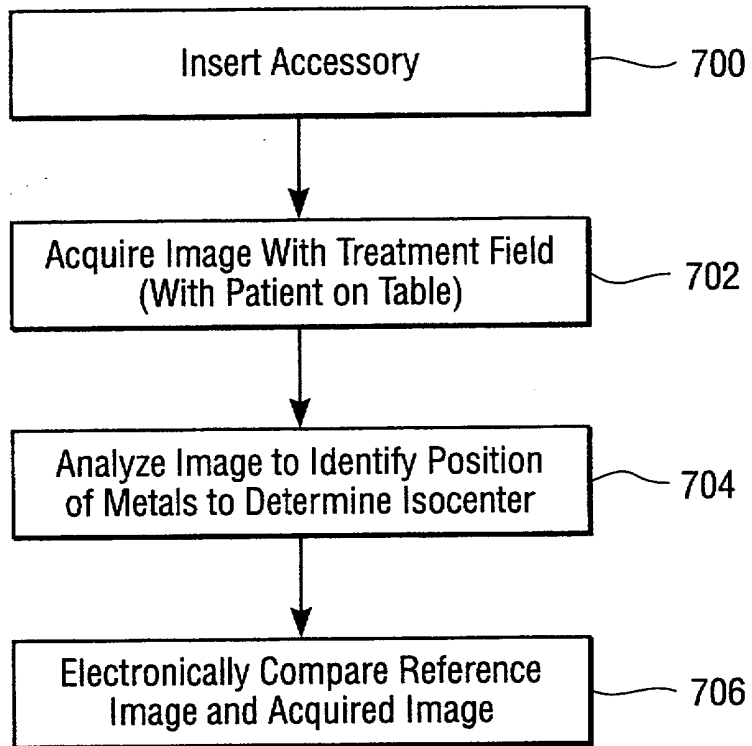 Insert Accessory
700
Acquire Image With Treatment Field
(With Patient on Table)
702
Analyze Image to Identify Position
of Metals to Determine Isocenter
704
Electronically Compare Reference
Image and Acquired Image
706